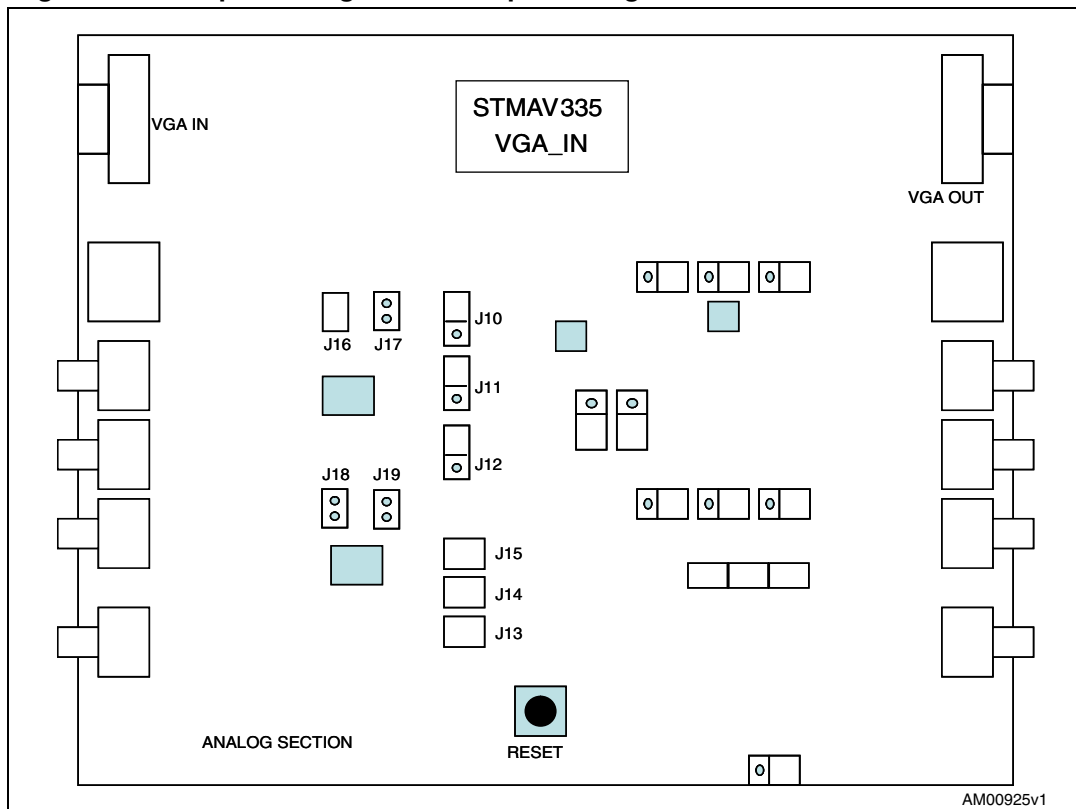 STMAV335
VGA_IN
VGA IN
VGA OUT
J16 J17
J10
J11
J12
J18 J19
J15
J14
J13
ANALOG SECTION
RESET
AM00925v1